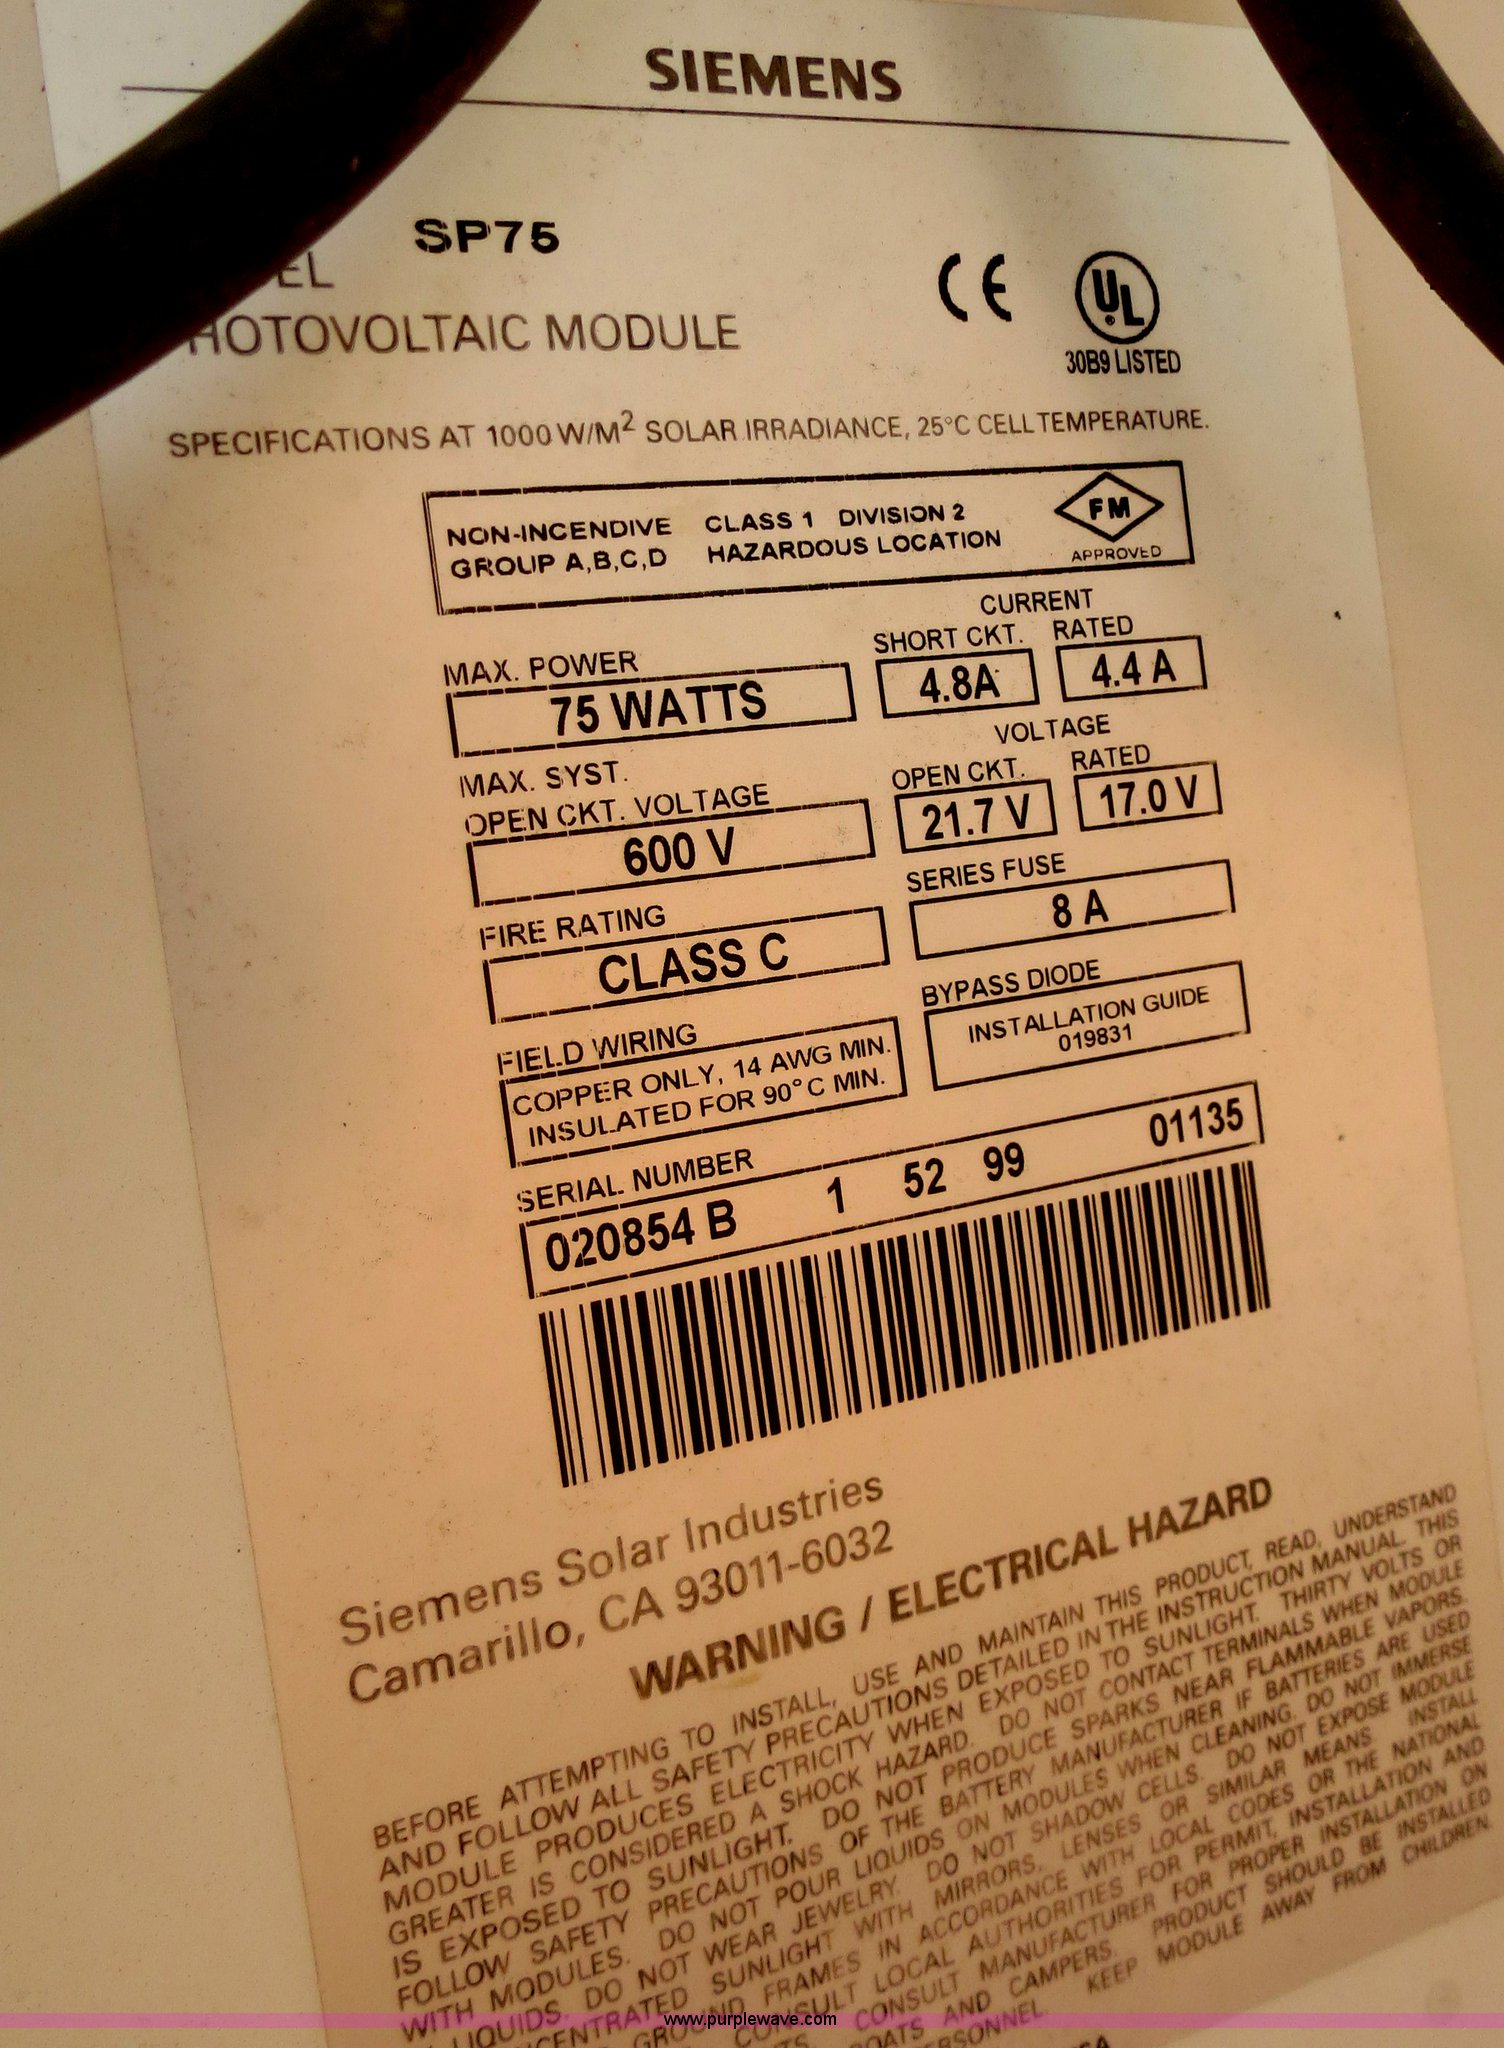 SIEMENS
SP75
EL
HOTOVOLTAIC MODULE
CE
UL
30B9 LISTED
SPECIFICATIONS AT 1000 W/M² SOLAR IRRADIANCE, 25°C CELL TEMPERATURE.
NON-INCENDIVE CLASS 1 DIVISION 2
GROUP A,B,C,D HAZARDOUS LOCATION
FM
APPROVED
CURRENT
MAX. POWER SHORT CKT. RATED
75 WATTS 4.8A 4.4 A
VOLTAGE
MAX. SYST.
OPEN CKT. VOLTAGE OPEN CKT. RATED
600 V 21.7 V 17.0 V
FIRE RATING SERIES FUSE
CLASS C 8 A
FIELD WIRING BYPASS DIODE
COPPER ONLY, 14 AWG MIN. INSTALLATION GUIDE
INSULATED FOR 90°C MIN. 019831
SERIAL NUMBER
020854 B 1 52 99 01135
Siemens Solar Industries
Camarillo, CA 93011-6032
WARNING / ELECTRICAL HAZARD
BEFORE ATTEMPTING TO INSTALL, USE AND MAINTAIN THIS PRODUCT, READ, UNDERSTAND
AND FOLLOW ALL SAFETY PRECAUTIONS DETAILED IN THE INSTRUCTION MANUAL. THIS
MODULE PRODUCES ELECTRICITY WHEN EXPOSED TO SUNLIGHT. THIRTY VOLTS OR
GREATER IS CONSIDERED A SHOCK HAZARD. DO NOT CONTACT TERMINALS WHEN MODULE
IS EXPOSED TO SUNLIGHT. DO NOT PRODUCE SPARKS NEAR FLAMMABLE VAPORS.
FOLLOW SAFETY PRECAUTIONS OF THE BATTERY MANUFACTURER IF BATTERIES ARE USED
WITH MODULES. DO NOT POUR LIQUIDS ON MODULES WHEN CLEANING. DO NOT IMMERSE
LIQUIDS. DO NOT WEAR JEWELRY. DO NOT SHADOW CELLS. DO NOT EXPOSE MODULE
CENTRATED SUNLIGHT WITH MIRRORS, LENSES OR SIMILAR MEANS. INSTALL
GROUND FRAMES IN ACCORDANCE WITH LOCAL CODES OR THE NATIONAL
CONSULT LOCAL AUTHORITIES FOR PERMIT, INSTALLATION AND
TS. CONSULT MANUFACTURER FOR PROPER INSTALLATION ON
OATS AND CAMPERS. PRODUCT SHOULD BE INSTALLED
ERSONNEL. KEEP MODULE AWAY FROM CHILDREN.
www.purplewave.com